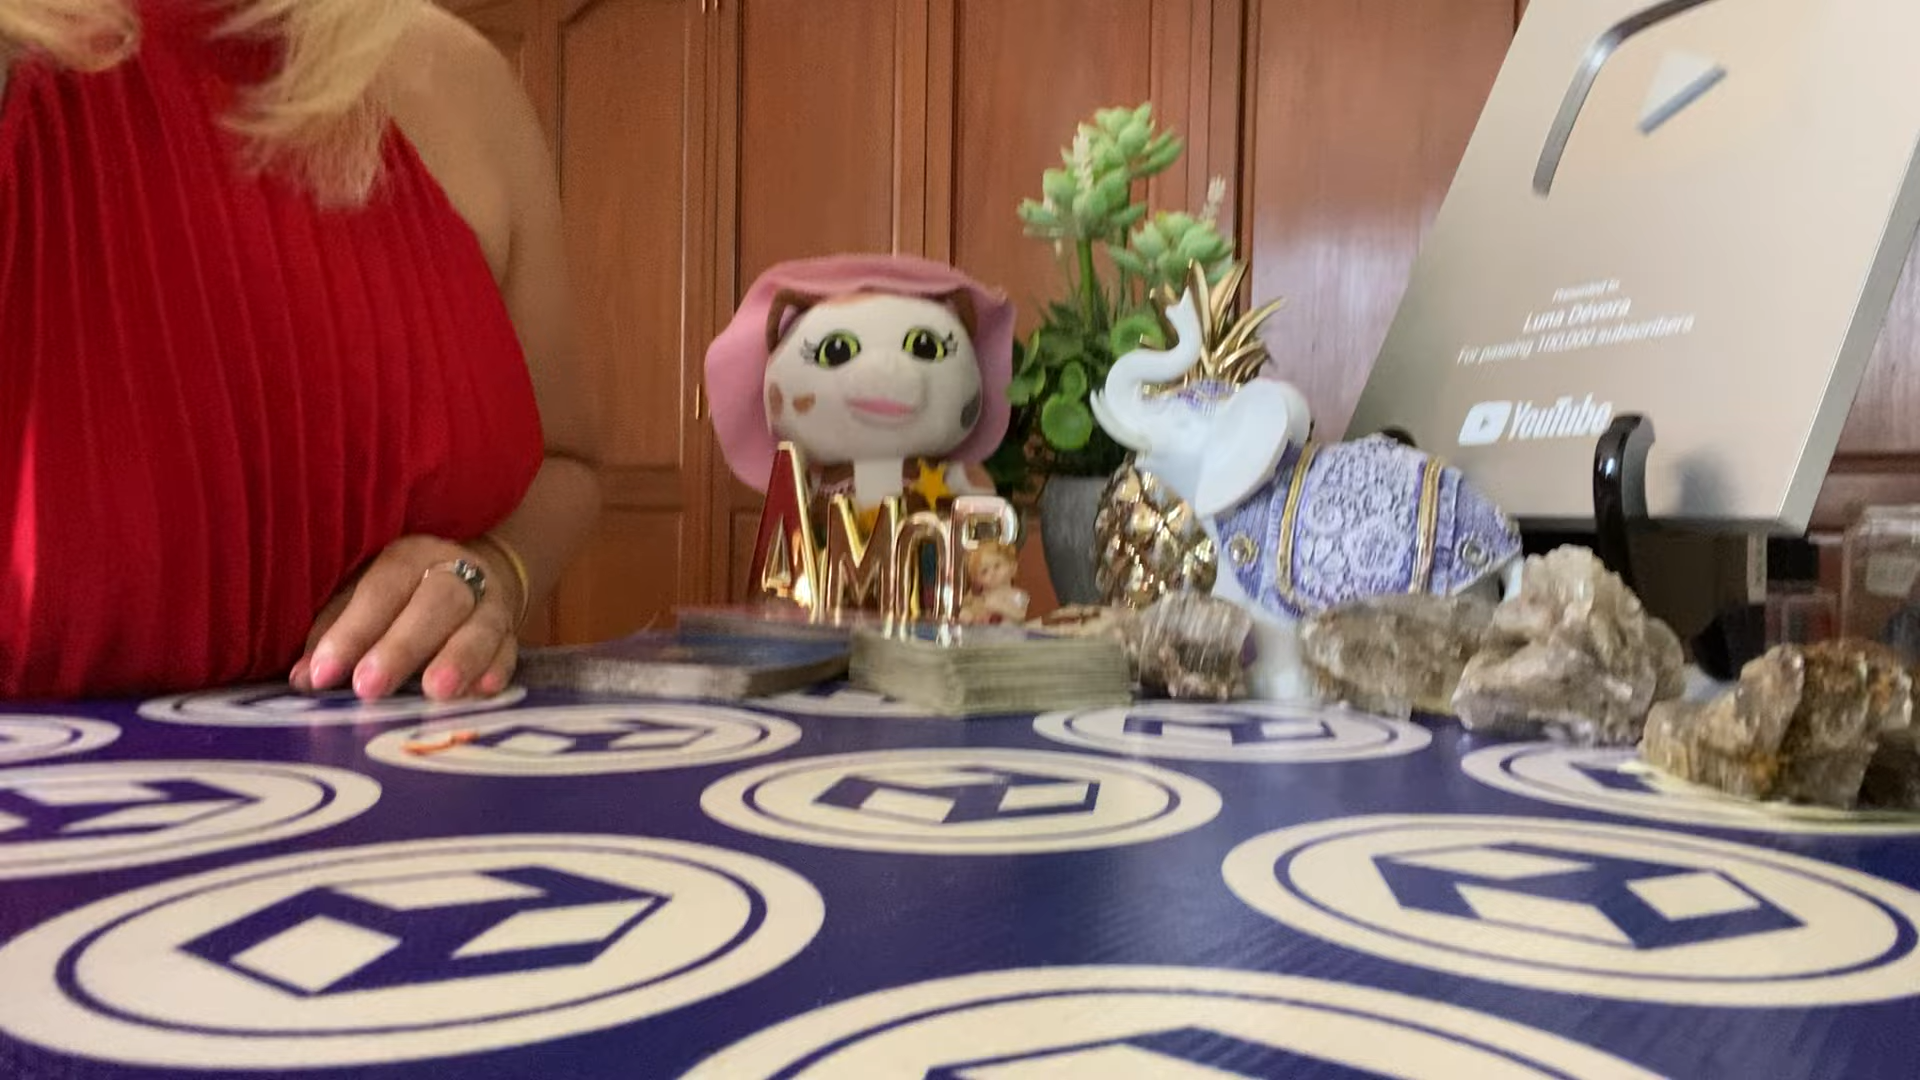 AMOR
Presented to
Luna Dévora
For passing 100,000 subscribers
YouTube